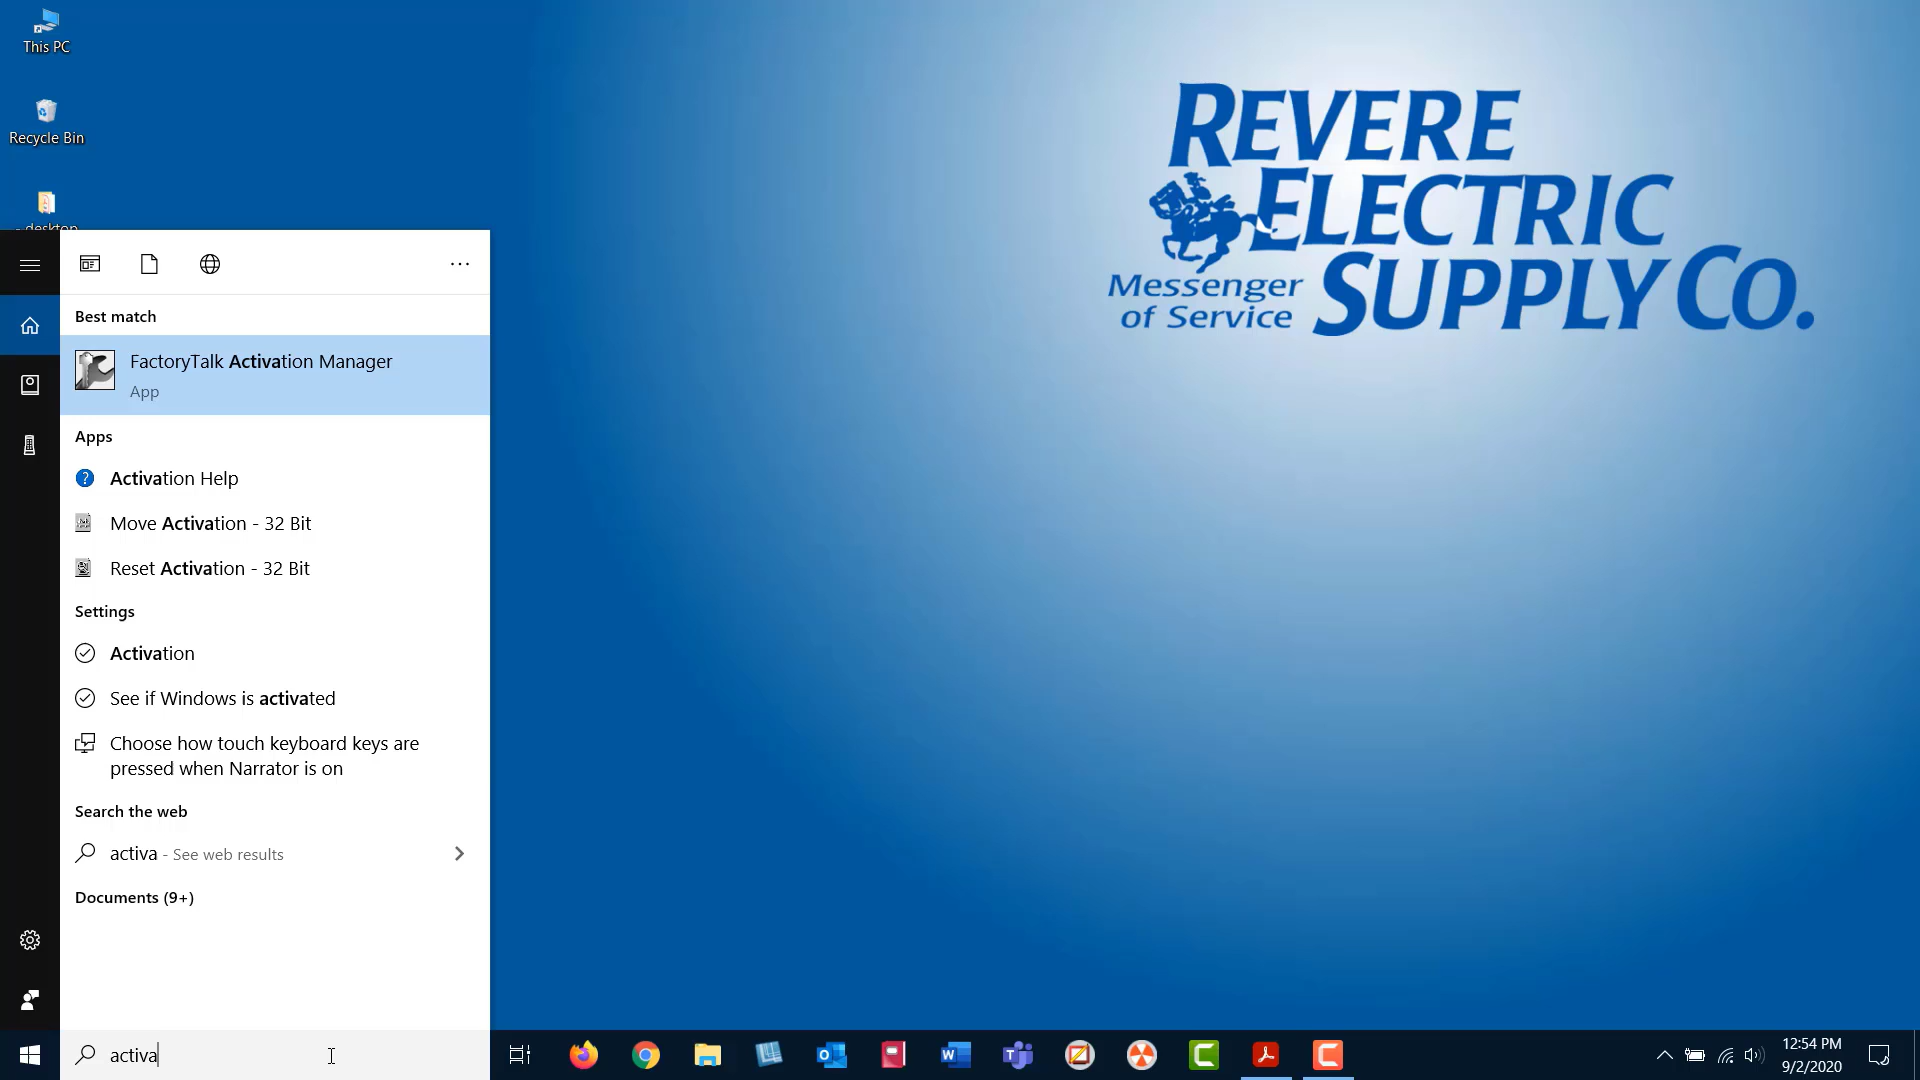 This PC
Recycle Bin
desktop
REVERE
ELECTRIC
SUPPLY CO.
Messenger
of Service
Best match
FactoryTalk Activation Manager
App
Apps
Activation Help
Move Activation - 32 Bit
Reset Activation - 32 Bit
Settings
Activation
See if Windows is activated
Choose how touch keyboard keys are
pressed when Narrator is on
Search the web
activa - See web results
Documents (9+)
activa
12:54 PM
9/2/2020